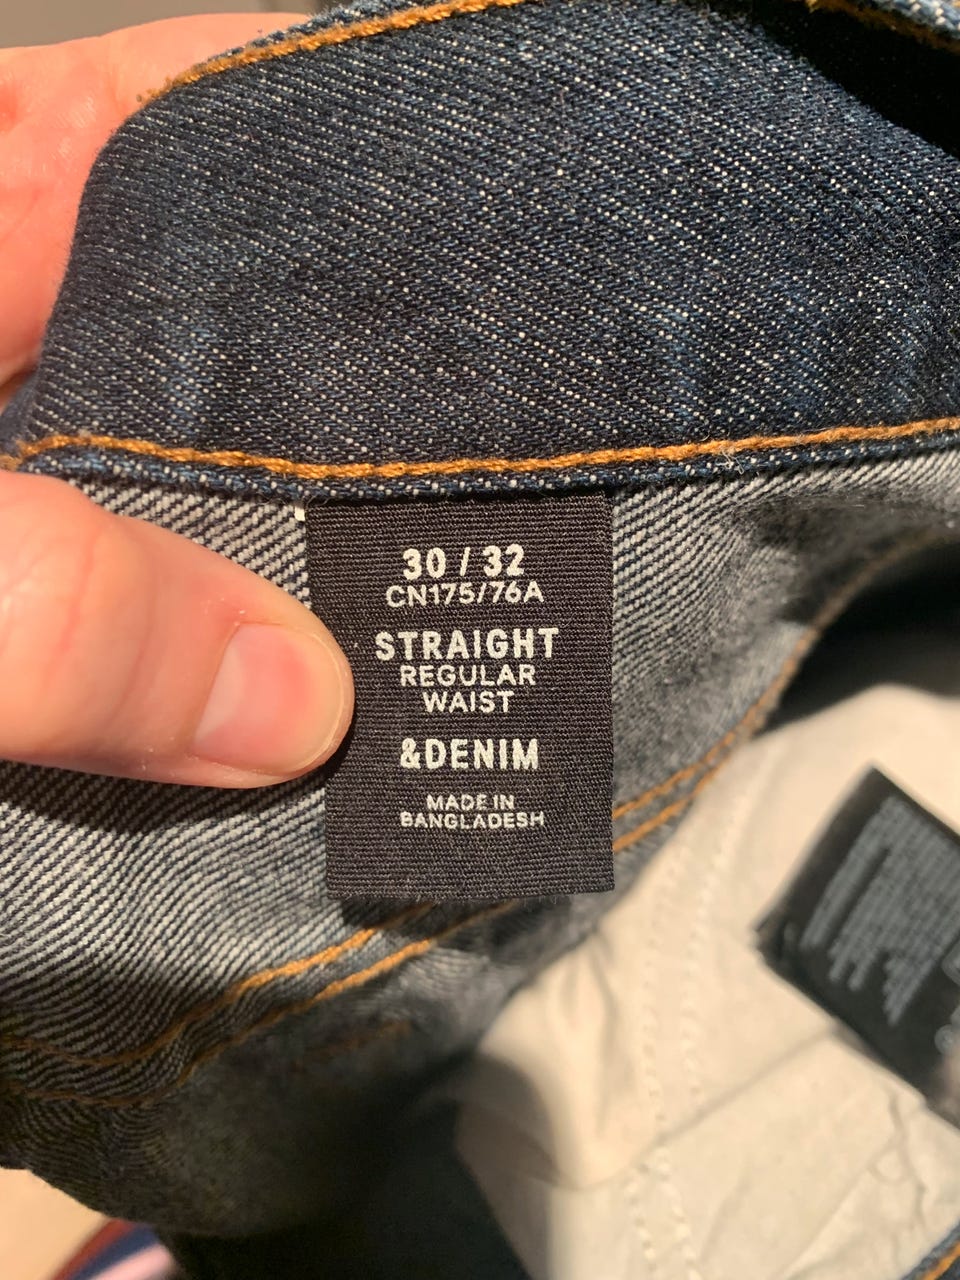 30 / 32
CN175/76A
STRAIGHT
REGULAR
WAIST
&DENIM
MADE IN
BANGLADESH